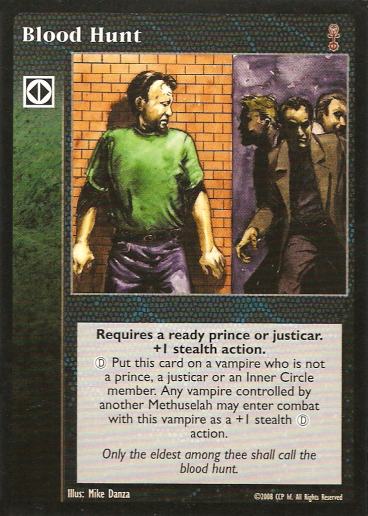 Blood Hunt
Requires a ready prince or justicar.
+1 stealth action.
Ⓓ Put this card on a vampire who is not
a prince, a justicar or an Inner Circle
member. Any vampire controlled by
another Methuselah may enter combat
with this vampire as a +1 stealth Ⓓ
action.
Only the eldest among thee shall call the
blood hunt.
Illus: Mike Danza
©2008 CCP hf. All Rights Reserved